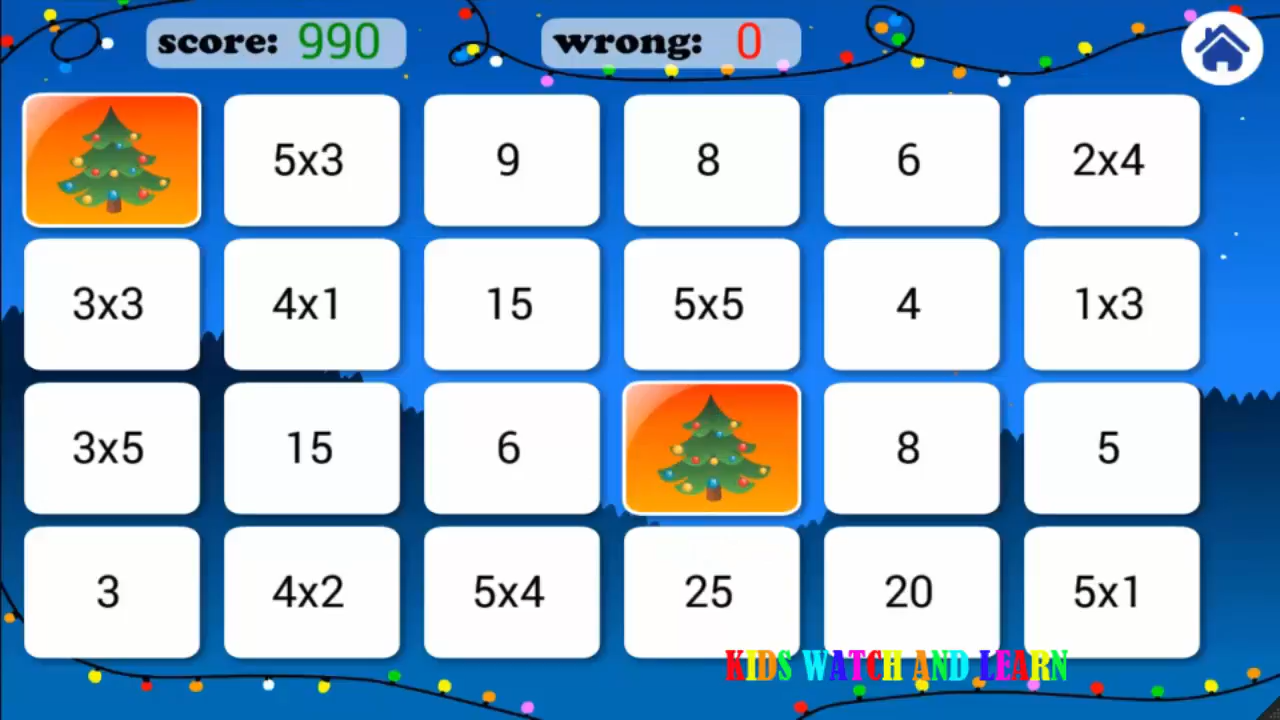 score: 990 wrong: 0
5x3 9 8 6 2x4
3x3 4x1 15 5x5 4 1x3
3x5 15 6 8 5
3 4x2 5x4 25 20 5x1
KIDS WATCH AND LEARN